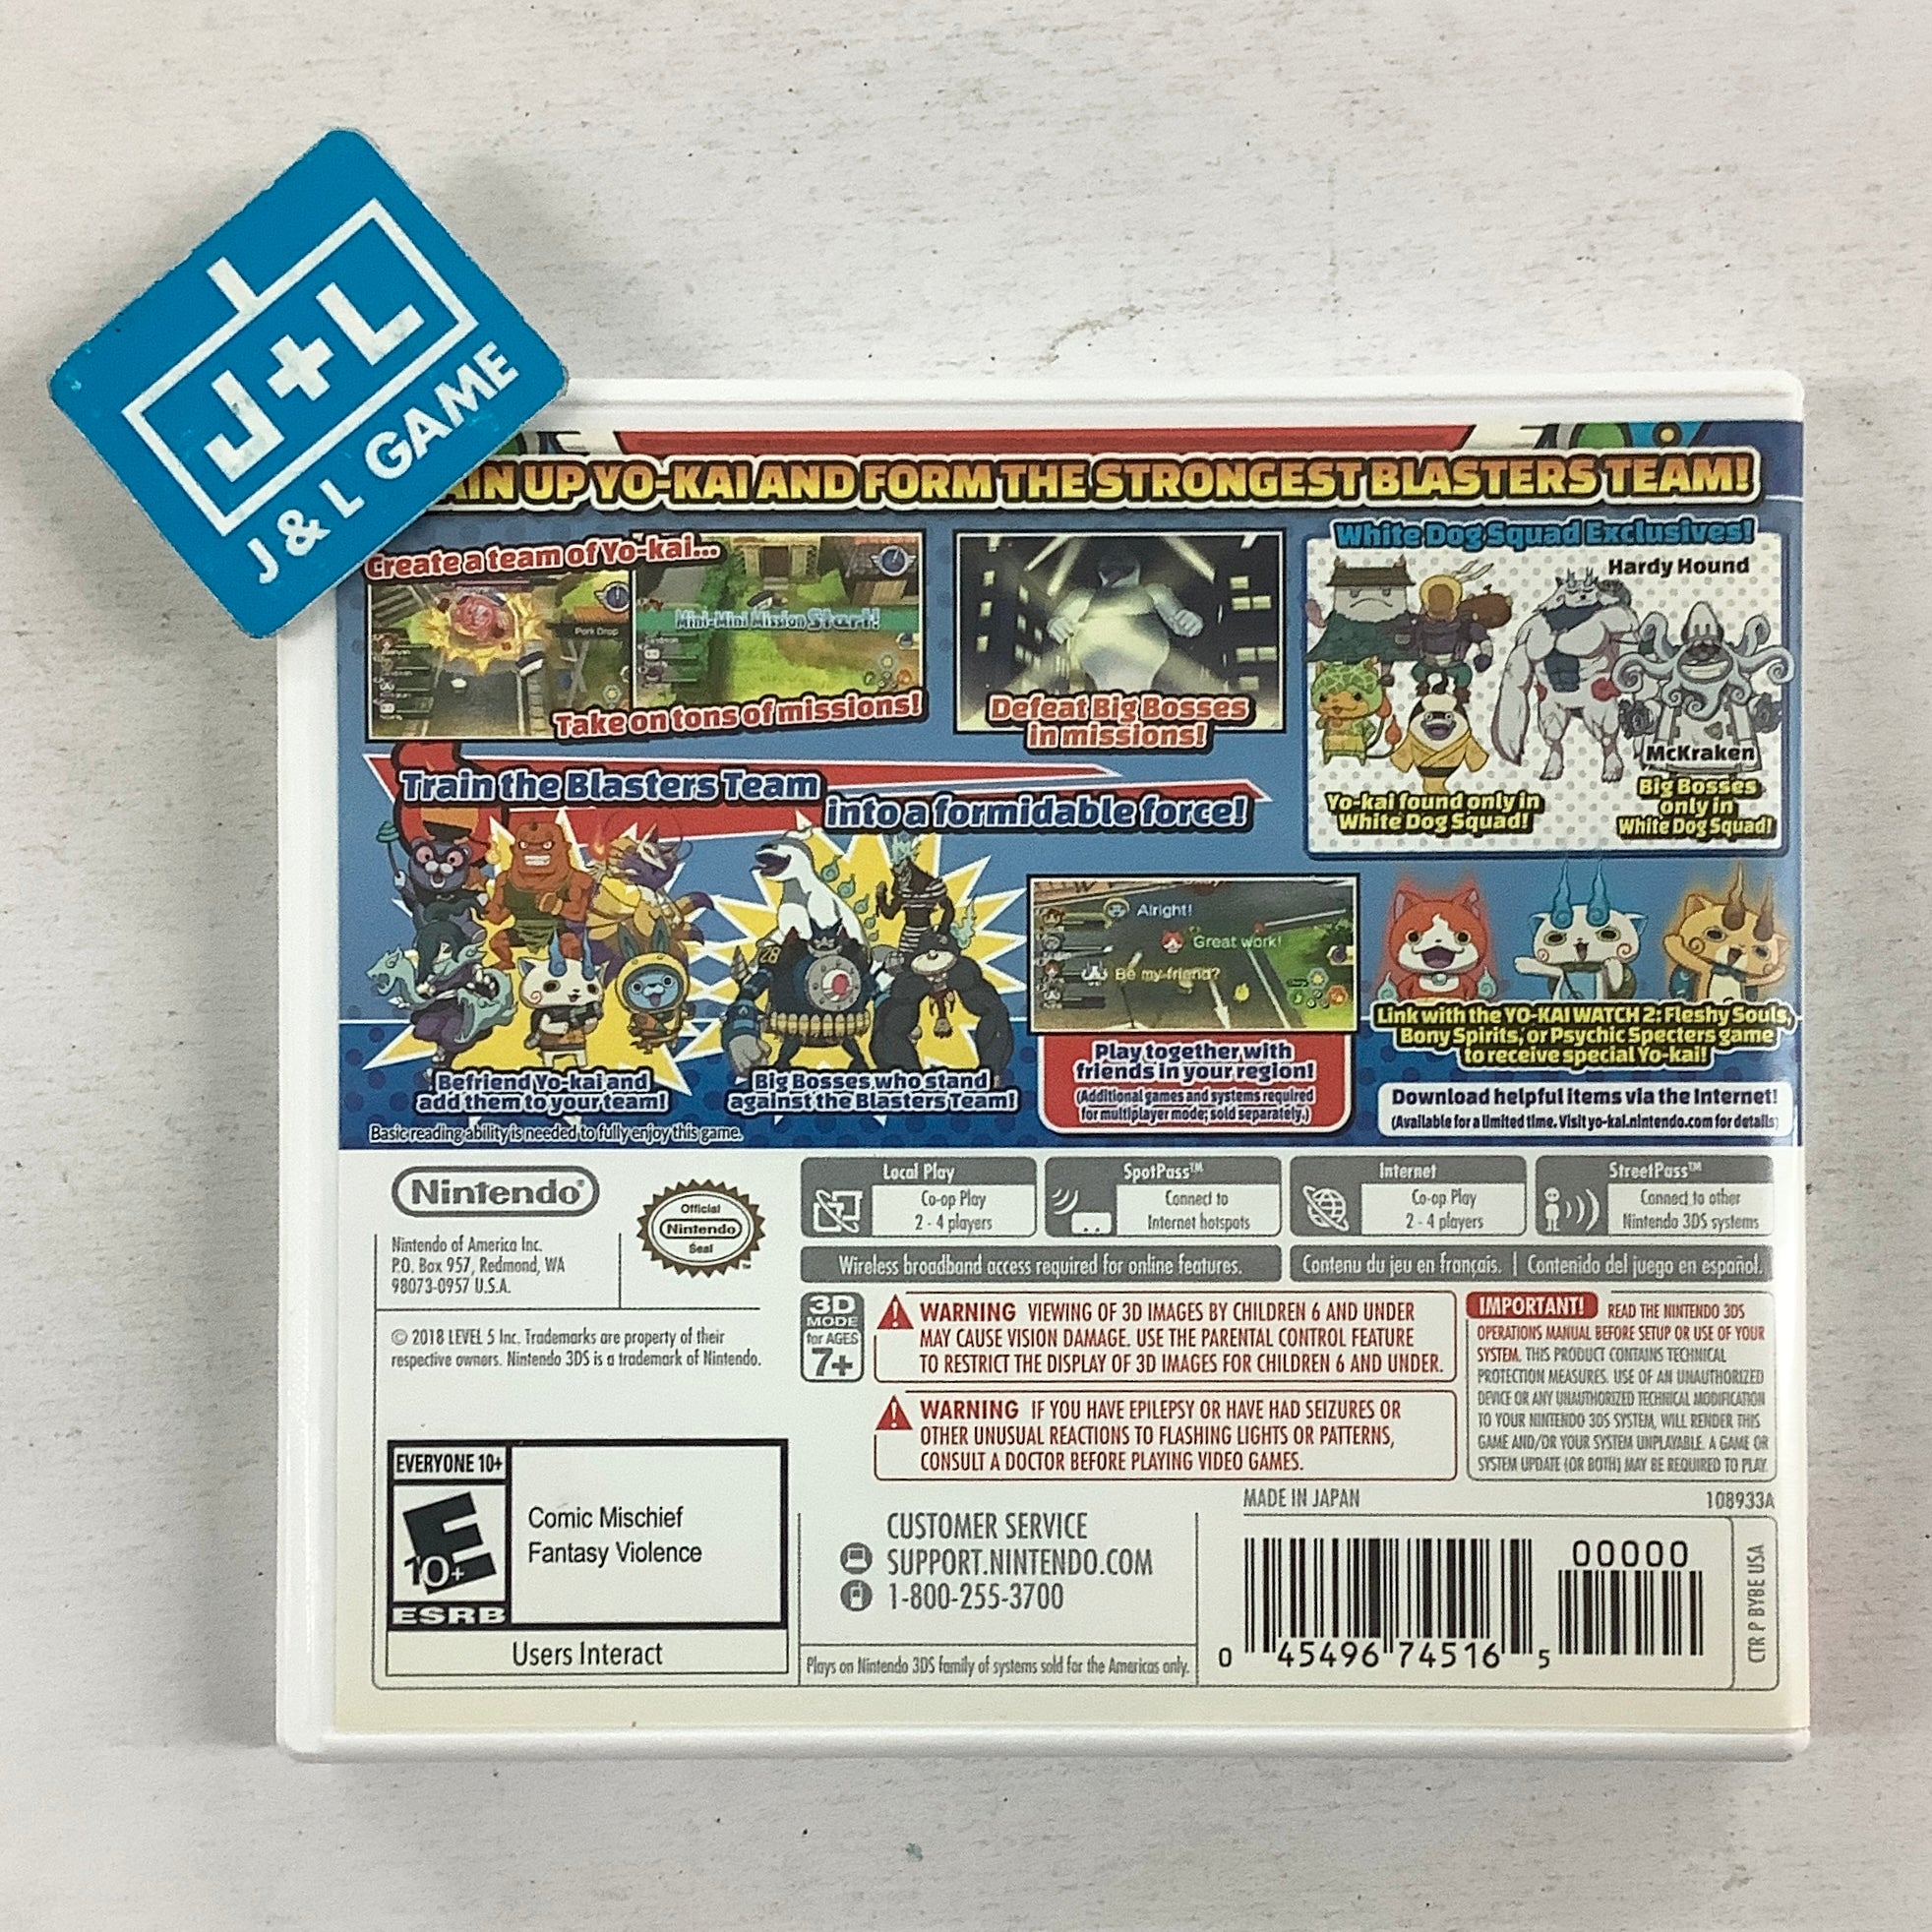 J+L
J & L GAME
UP YO-KAI AND FORM THE STRONGEST BLASTERS TEAM!
Create a team of Yo-kai...
Pork Drop
Mini-Mini Mission Start!
Take on tons of missions!
Defeat Big Bosses
in missions!
White Dog Squad Exclusives!
Hardy Hound
McKraken
Yo-kai found only in
White Dog Squad!
Big Bosses
only in
White Dog Squad!
Train the Blasters Team
into a formidable force!
Befriend Yo-kai and
add them to your team!
Big Bosses who stand
against the Blasters Team!
Alright!
Great work!
Be my friend?
Play together with
friends in your region!
(Additional games and systems required
for multiplayer mode; sold separately.)
Link with the YO-KAI WATCH 2: Fleshy Souls,
Bony Spirits, or Psychic Specters game
to receive special Yo-kai!
Download helpful items via the Internet!
(Available for a limited time. Visit yo-kai.nintendo.com for details)
Basic reading ability is needed to fully enjoy this game.
Nintendo®
Nintendo of America Inc.
P.O. Box 957, Redmond, WA
98073-0957 U.S.A.
Official
Nintendo
Seal
Local Play
Co-op Play
2 - 4 players
SpotPass™
Connect to
Internet hotspots
Internet
Co-op Play
2 - 4 players
StreetPass™
Connect to other
Nintendo 3DS systems
Wireless broadband access required for online features.
Contenu du jeu en français. | Contenido del juego en español.
© 2018 LEVEL 5 Inc. Trademarks are property of their
respective owners. Nintendo 3DS is a trademark of Nintendo.
3D
MODE
for AGES
7+
WARNING VIEWING OF 3D IMAGES BY CHILDREN 6 AND UNDER
MAY CAUSE VISION DAMAGE. USE THE PARENTAL CONTROL FEATURE
TO RESTRICT THE DISPLAY OF 3D IMAGES FOR CHILDREN 6 AND UNDER.
WARNING IF YOU HAVE EPILEPSY OR HAVE HAD SEIZURES OR
OTHER UNUSUAL REACTIONS TO FLASHING LIGHTS OR PATTERNS,
CONSULT A DOCTOR BEFORE PLAYING VIDEO GAMES.
IMPORTANT! READ THE NINTENDO 3DS
OPERATIONS MANUAL BEFORE SETUP OR USE OF YOUR
SYSTEM. THIS PRODUCT CONTAINS TECHNICAL
PROTECTION MEASURES. USE OF AN UNAUTHORIZED
DEVICE OR ANY UNAUTHORIZED TECHNICAL MODIFICATION
TO YOUR NINTENDO 3DS SYSTEM, WILL RENDER THIS
GAME AND/OR YOUR SYSTEM UNPLAYABLE. A GAME OR
SYSTEM UPDATE (OR BOTH) MAY BE REQUIRED TO PLAY.
EVERYONE 10+
E
10+
ESRB
Comic Mischief
Fantasy Violence
Users Interact
CUSTOMER SERVICE
SUPPORT.NINTENDO.COM
1-800-255-3700
Plays on Nintendo 3DS family of systems sold for the Americas only.
MADE IN JAPAN
108933A
00000
0 45496 74516 5
CTR P BYBE USA